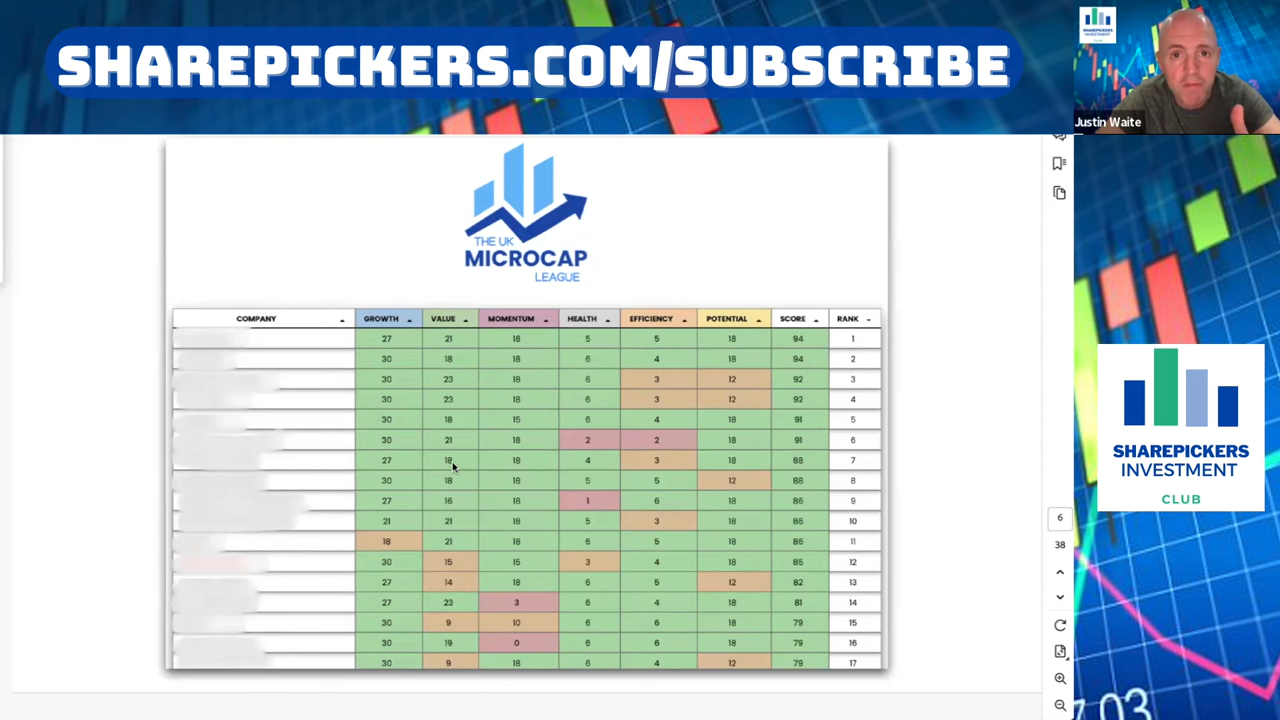 SHAREPICKERS.COM/SUBSCRIBE
SHAREPICKERS
INVESTMENT
CLUB
Justin Waite
THE UK
MICROCAP
LEAGUE
COMPANY GROWTH VALUE MOMENTUM HEALTH EFFICIENCY POTENTIAL SCORE RANK
27 21 18 5 5 18 94 1
30 18 18 6 4 18 94 2
30 23 18 6 3 12 92 3
30 23 18 6 3 12 92 4
30 18 15 6 4 18 91 5
30 21 18 2 2 18 91 6
27 18 18 4 3 18 88 7
30 18 18 5 5 12 88 8
27 16 18 1 6 18 86 9
21 21 18 5 3 18 86 10
18 21 18 6 5 18 86 11
30 15 15 3 4 18 85 12
27 14 18 6 5 12 82 13
27 23 3 6 4 18 81 14
30 9 10 6 6 18 79 15
30 19 0 6 6 18 79 16
30 9 18 6 4 12 79 17
6
38
SHAREPICKERS
INVESTMENT
CLUB
7.03